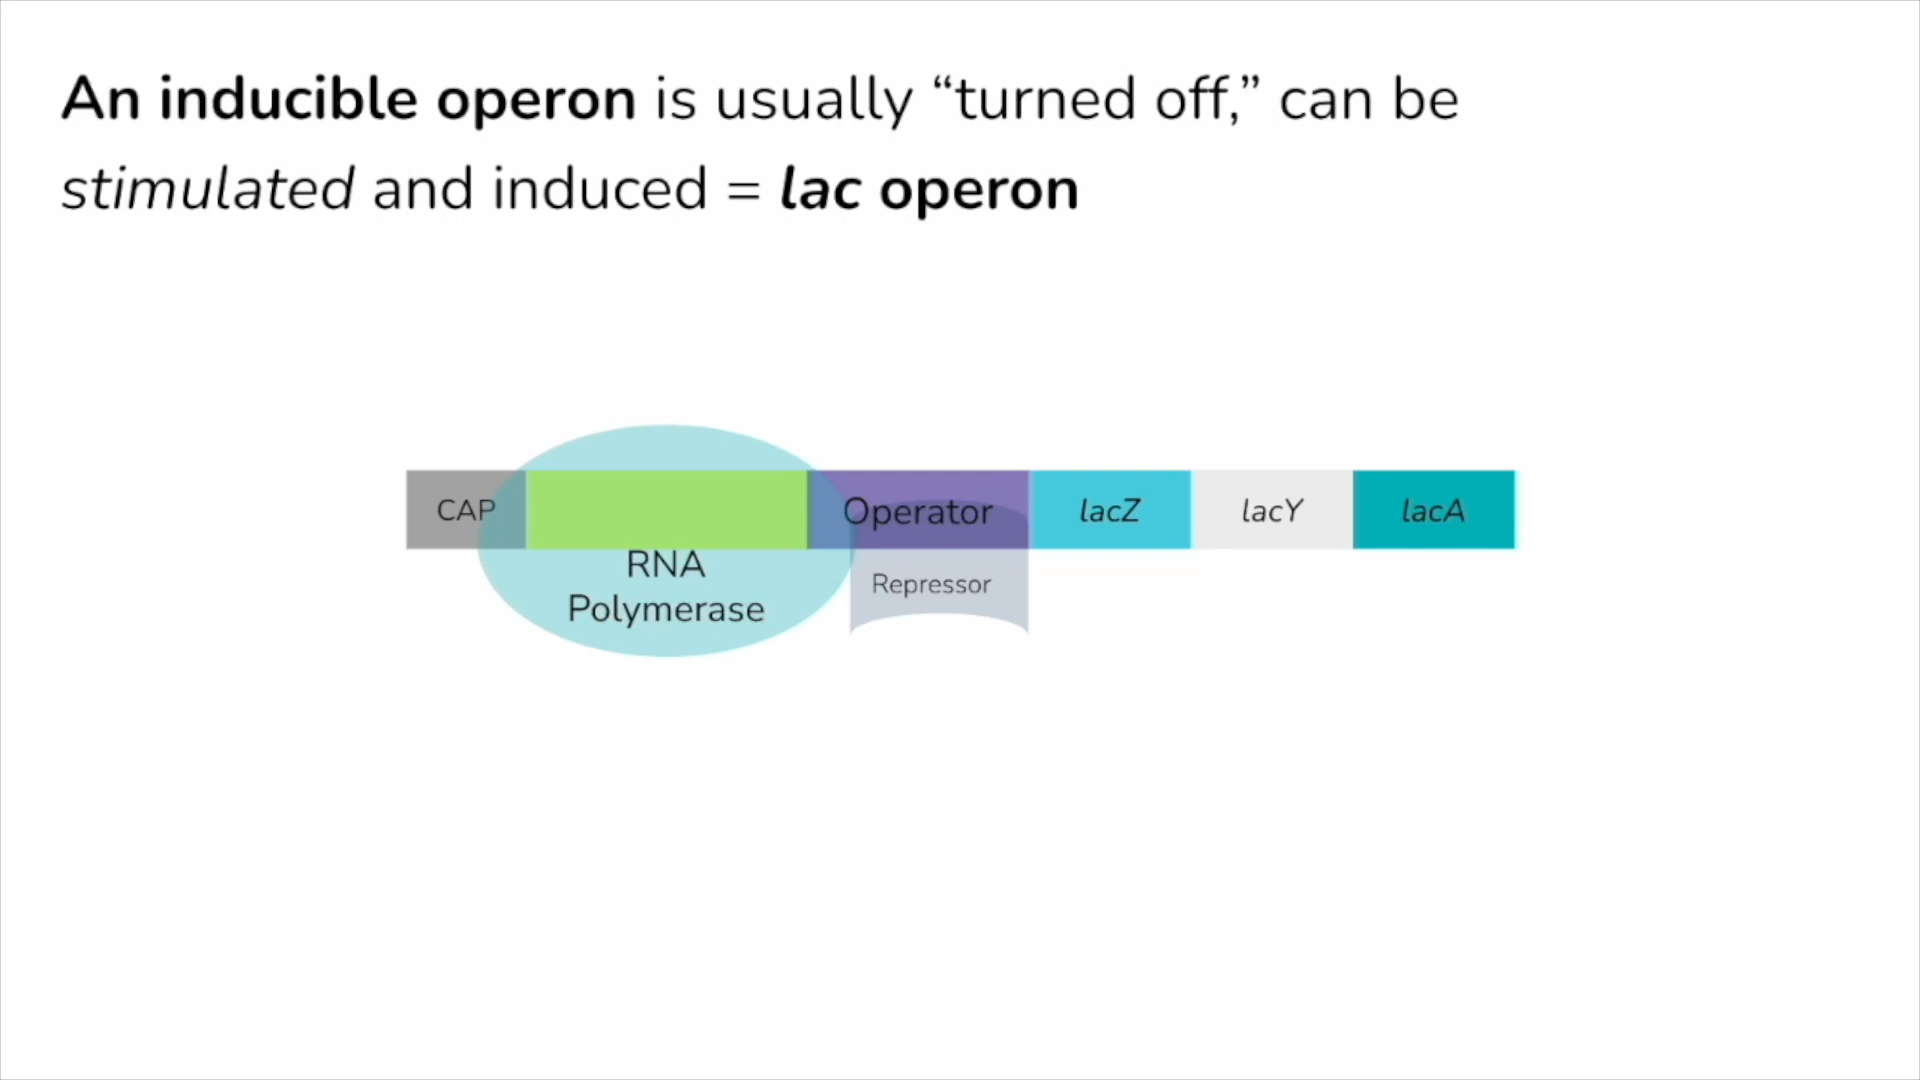 An inducible operon is usually “turned off,” can be
stimulated and induced = lac operon
CAP
Operator
lacZ
lacY
lacA
RNA
Polymerase
Repressor